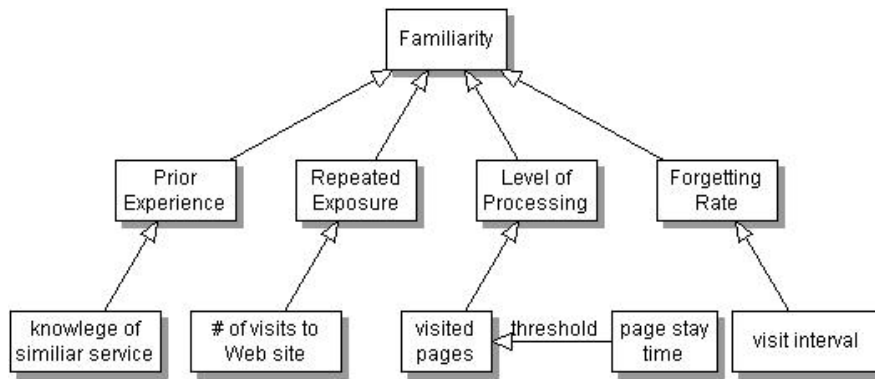 Familiarity
Prior
Experience
Repeated
Exposure
Level of
Processing
Forgetting
Rate
knowlege of
similiar service
# of visits to
Web site
visited
pages
threshold
page stay
time
visit interval